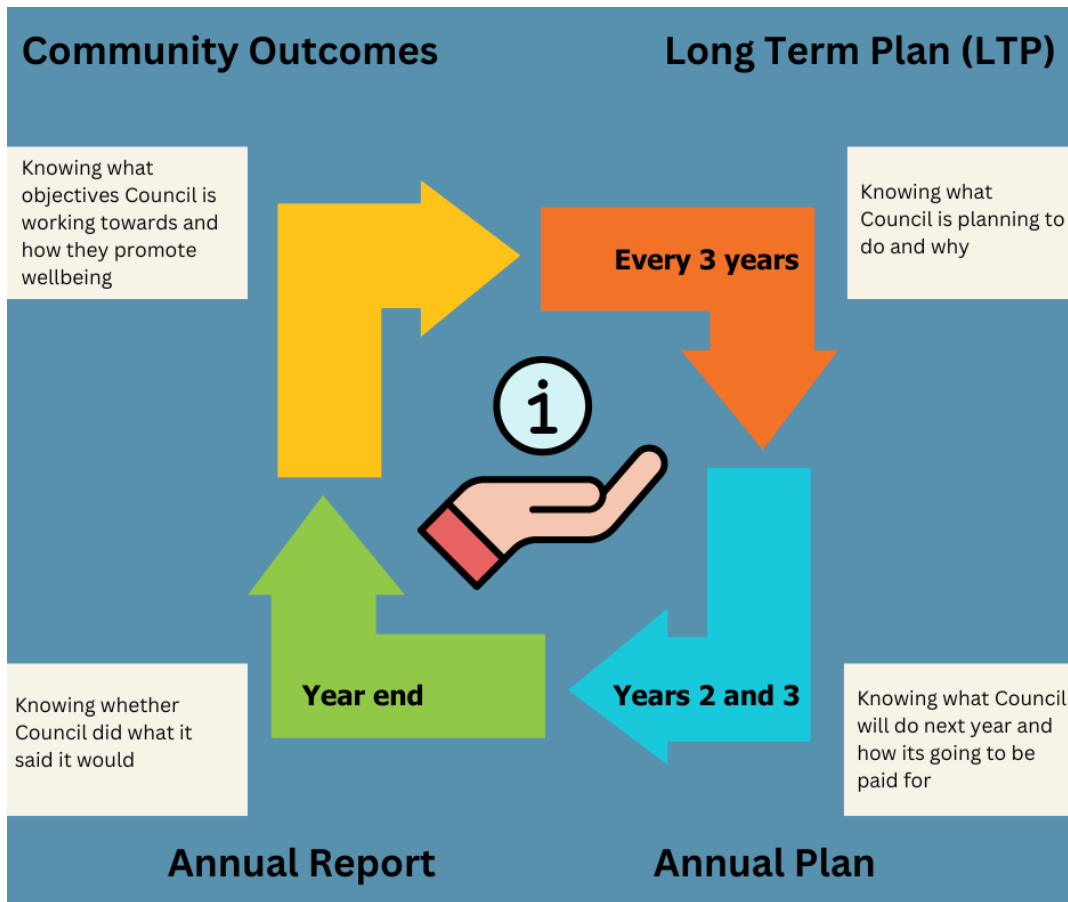 Community Outcomes
Long Term Plan (LTP)
Knowing what
objectives Council is
working towards and
how they promote
wellbeing
Every 3 years
Knowing what
Council is planning to
do and why
i
Year end
Years 2 and 3
Knowing whether
Council did what it
said it would
Knowing what Council
will do next year and
how its going to be
paid for
Annual Report
Annual Plan